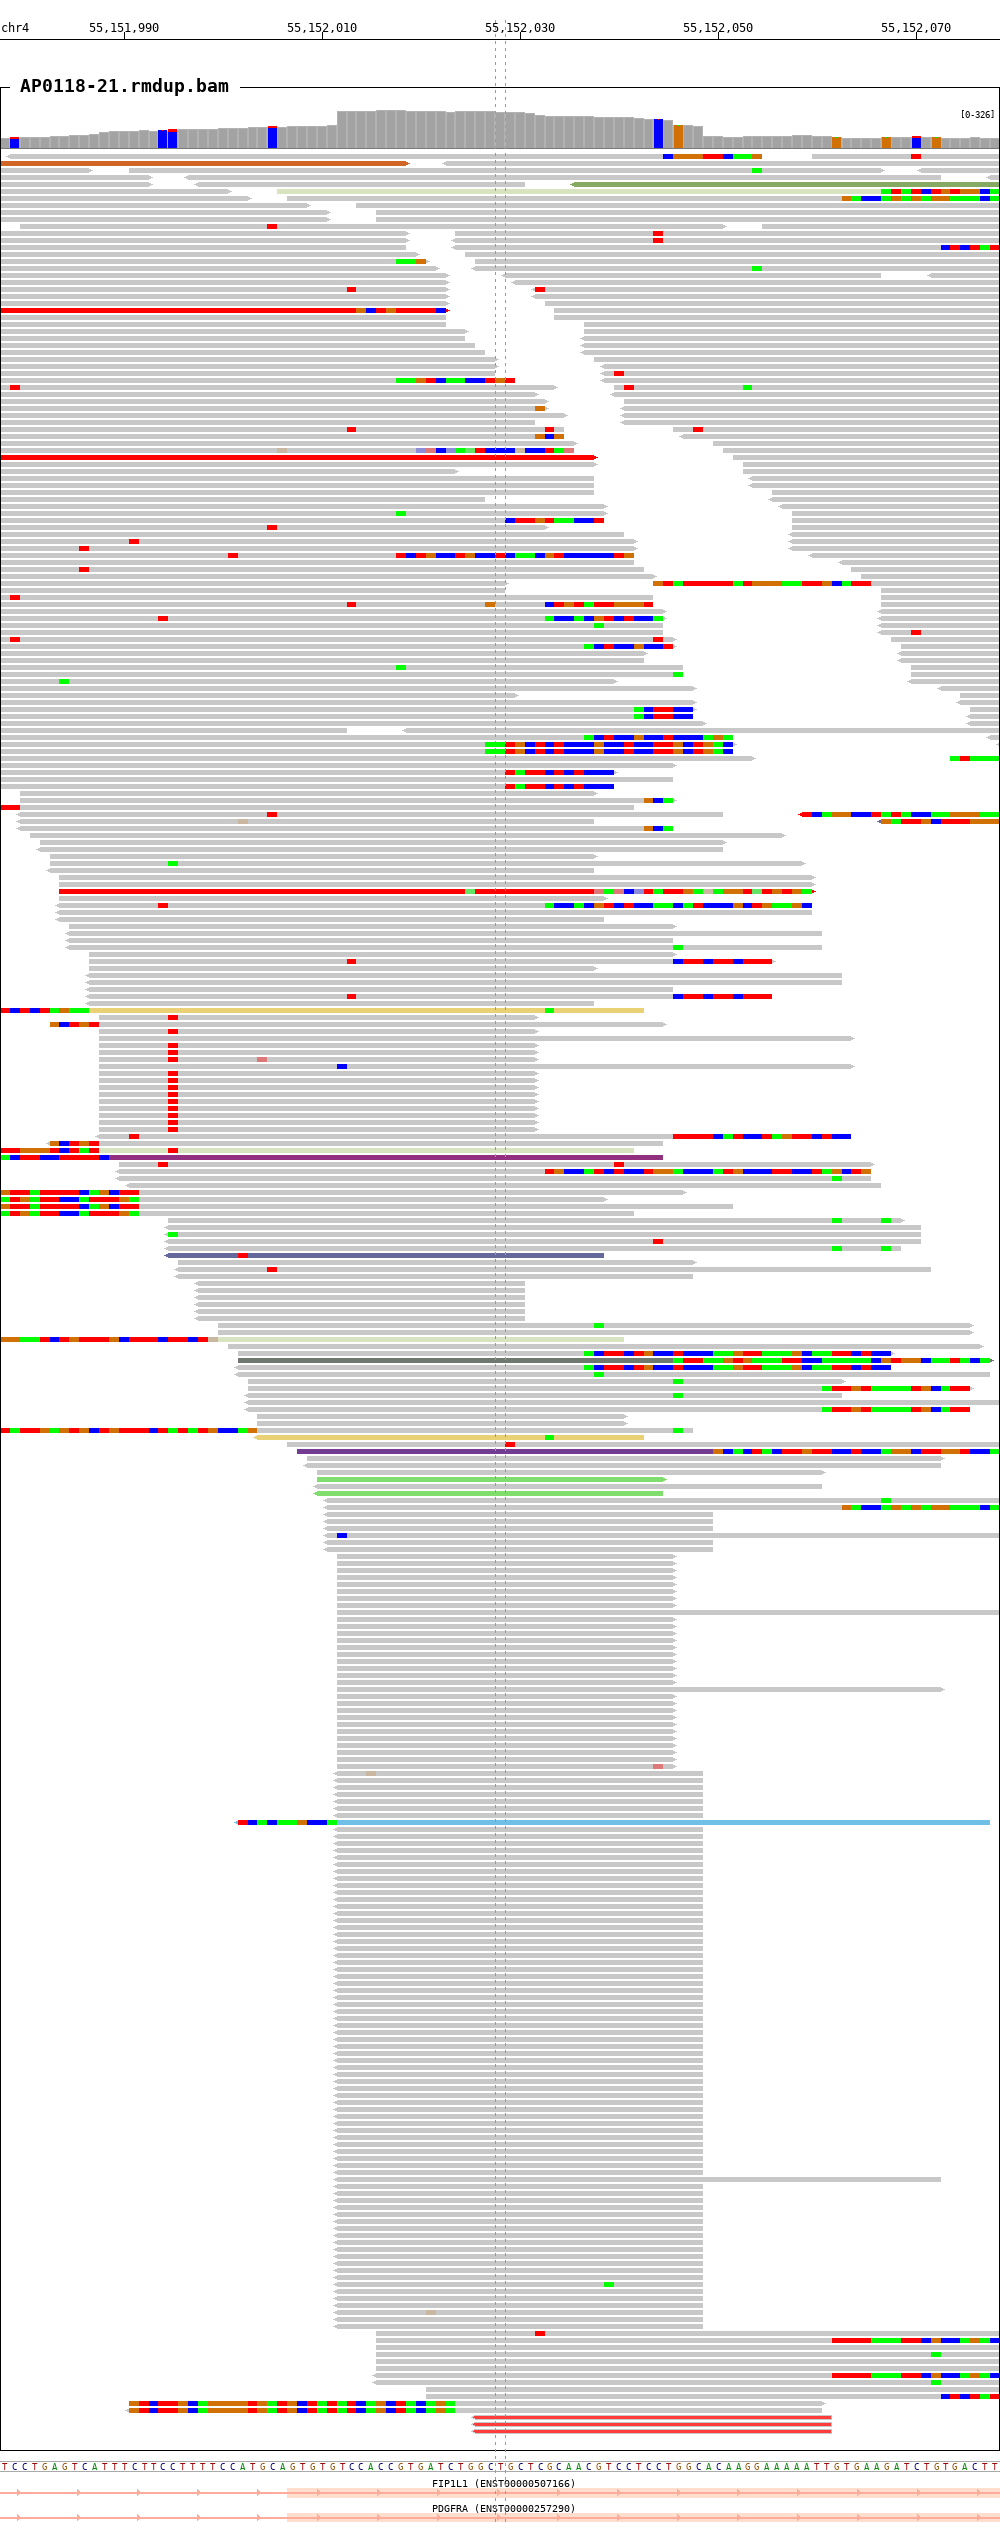 chr4 55,151,990 55,152,010 55,152,030 55,152,050 55,152,070
AP0118-21.rmdup.bam
[0-326]
TCCTGAGTCATTTCTTCCTTTTCCATGCAGTGTGTCCACCGTGATCTGGCTGCTCGCAACGTCCTCCTGGCACAAGGAAAAATTGTGAAGATCTGTGACTT
FIP1L1 (ENST00000507166)
PDGFRA (ENST00000257290)